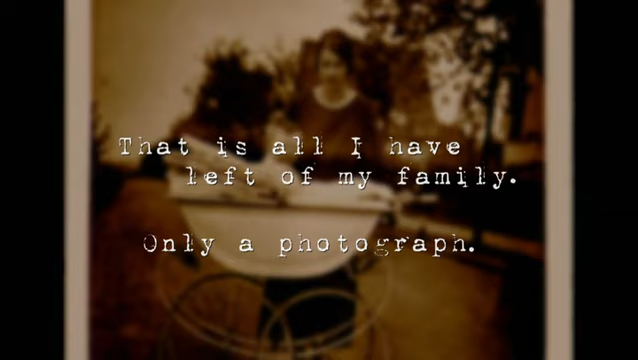 That is all I have
left of my family.
Only a photograph.